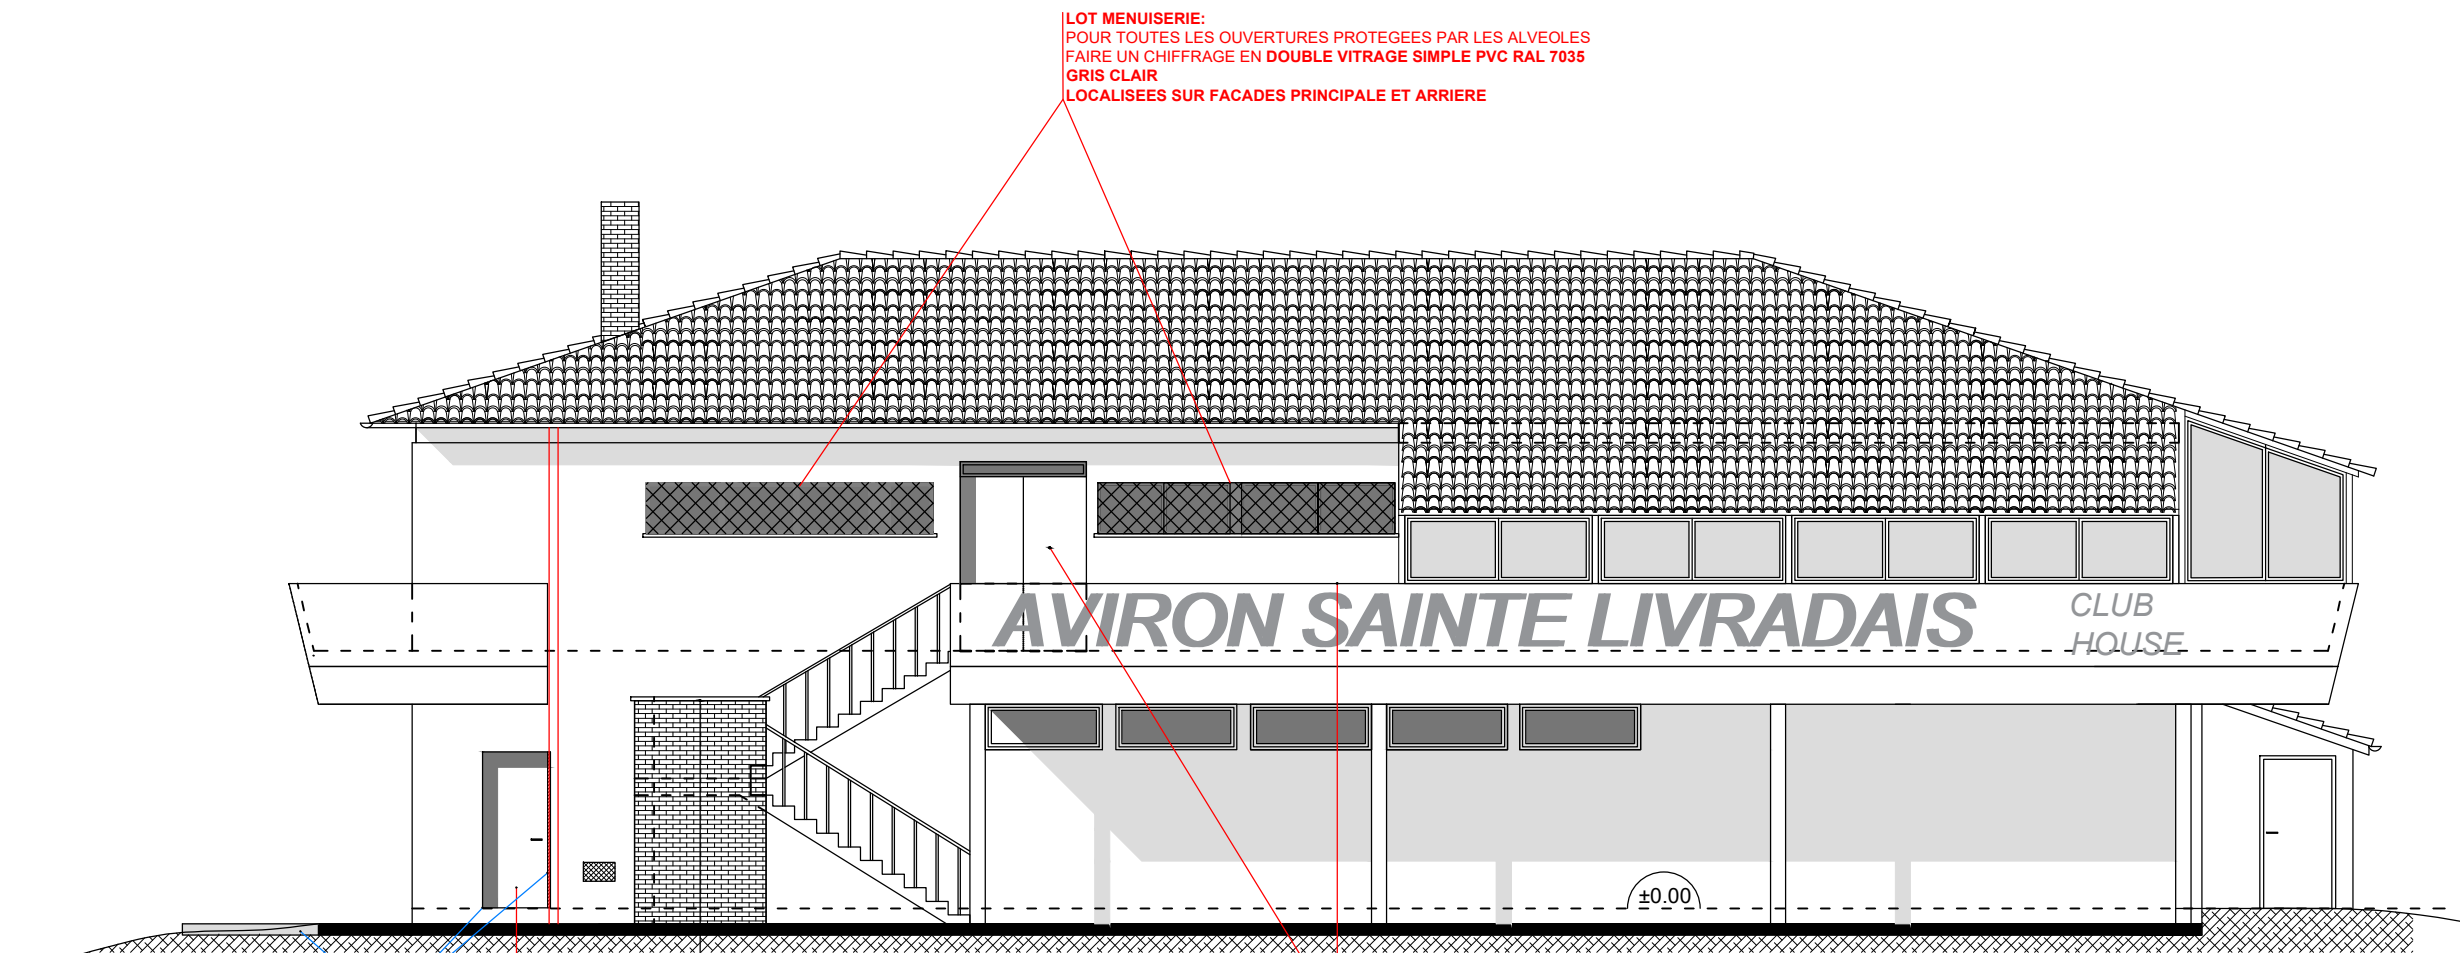 LOT MENUISERIE:
POUR TOUTES LES OUVERTURES PROTEGEES PAR LES ALVEOLES
FAIRE UN CHIFFRAGE EN DOUBLE VITRAGE SIMPLE PVC RAL 7035
GRIS CLAIR
LOCALISEES SUR FACADES PRINCIPALE ET ARRIERE
AVIRON SAINTE LIVRADAIS
CLUB
HOUSE
±0.00